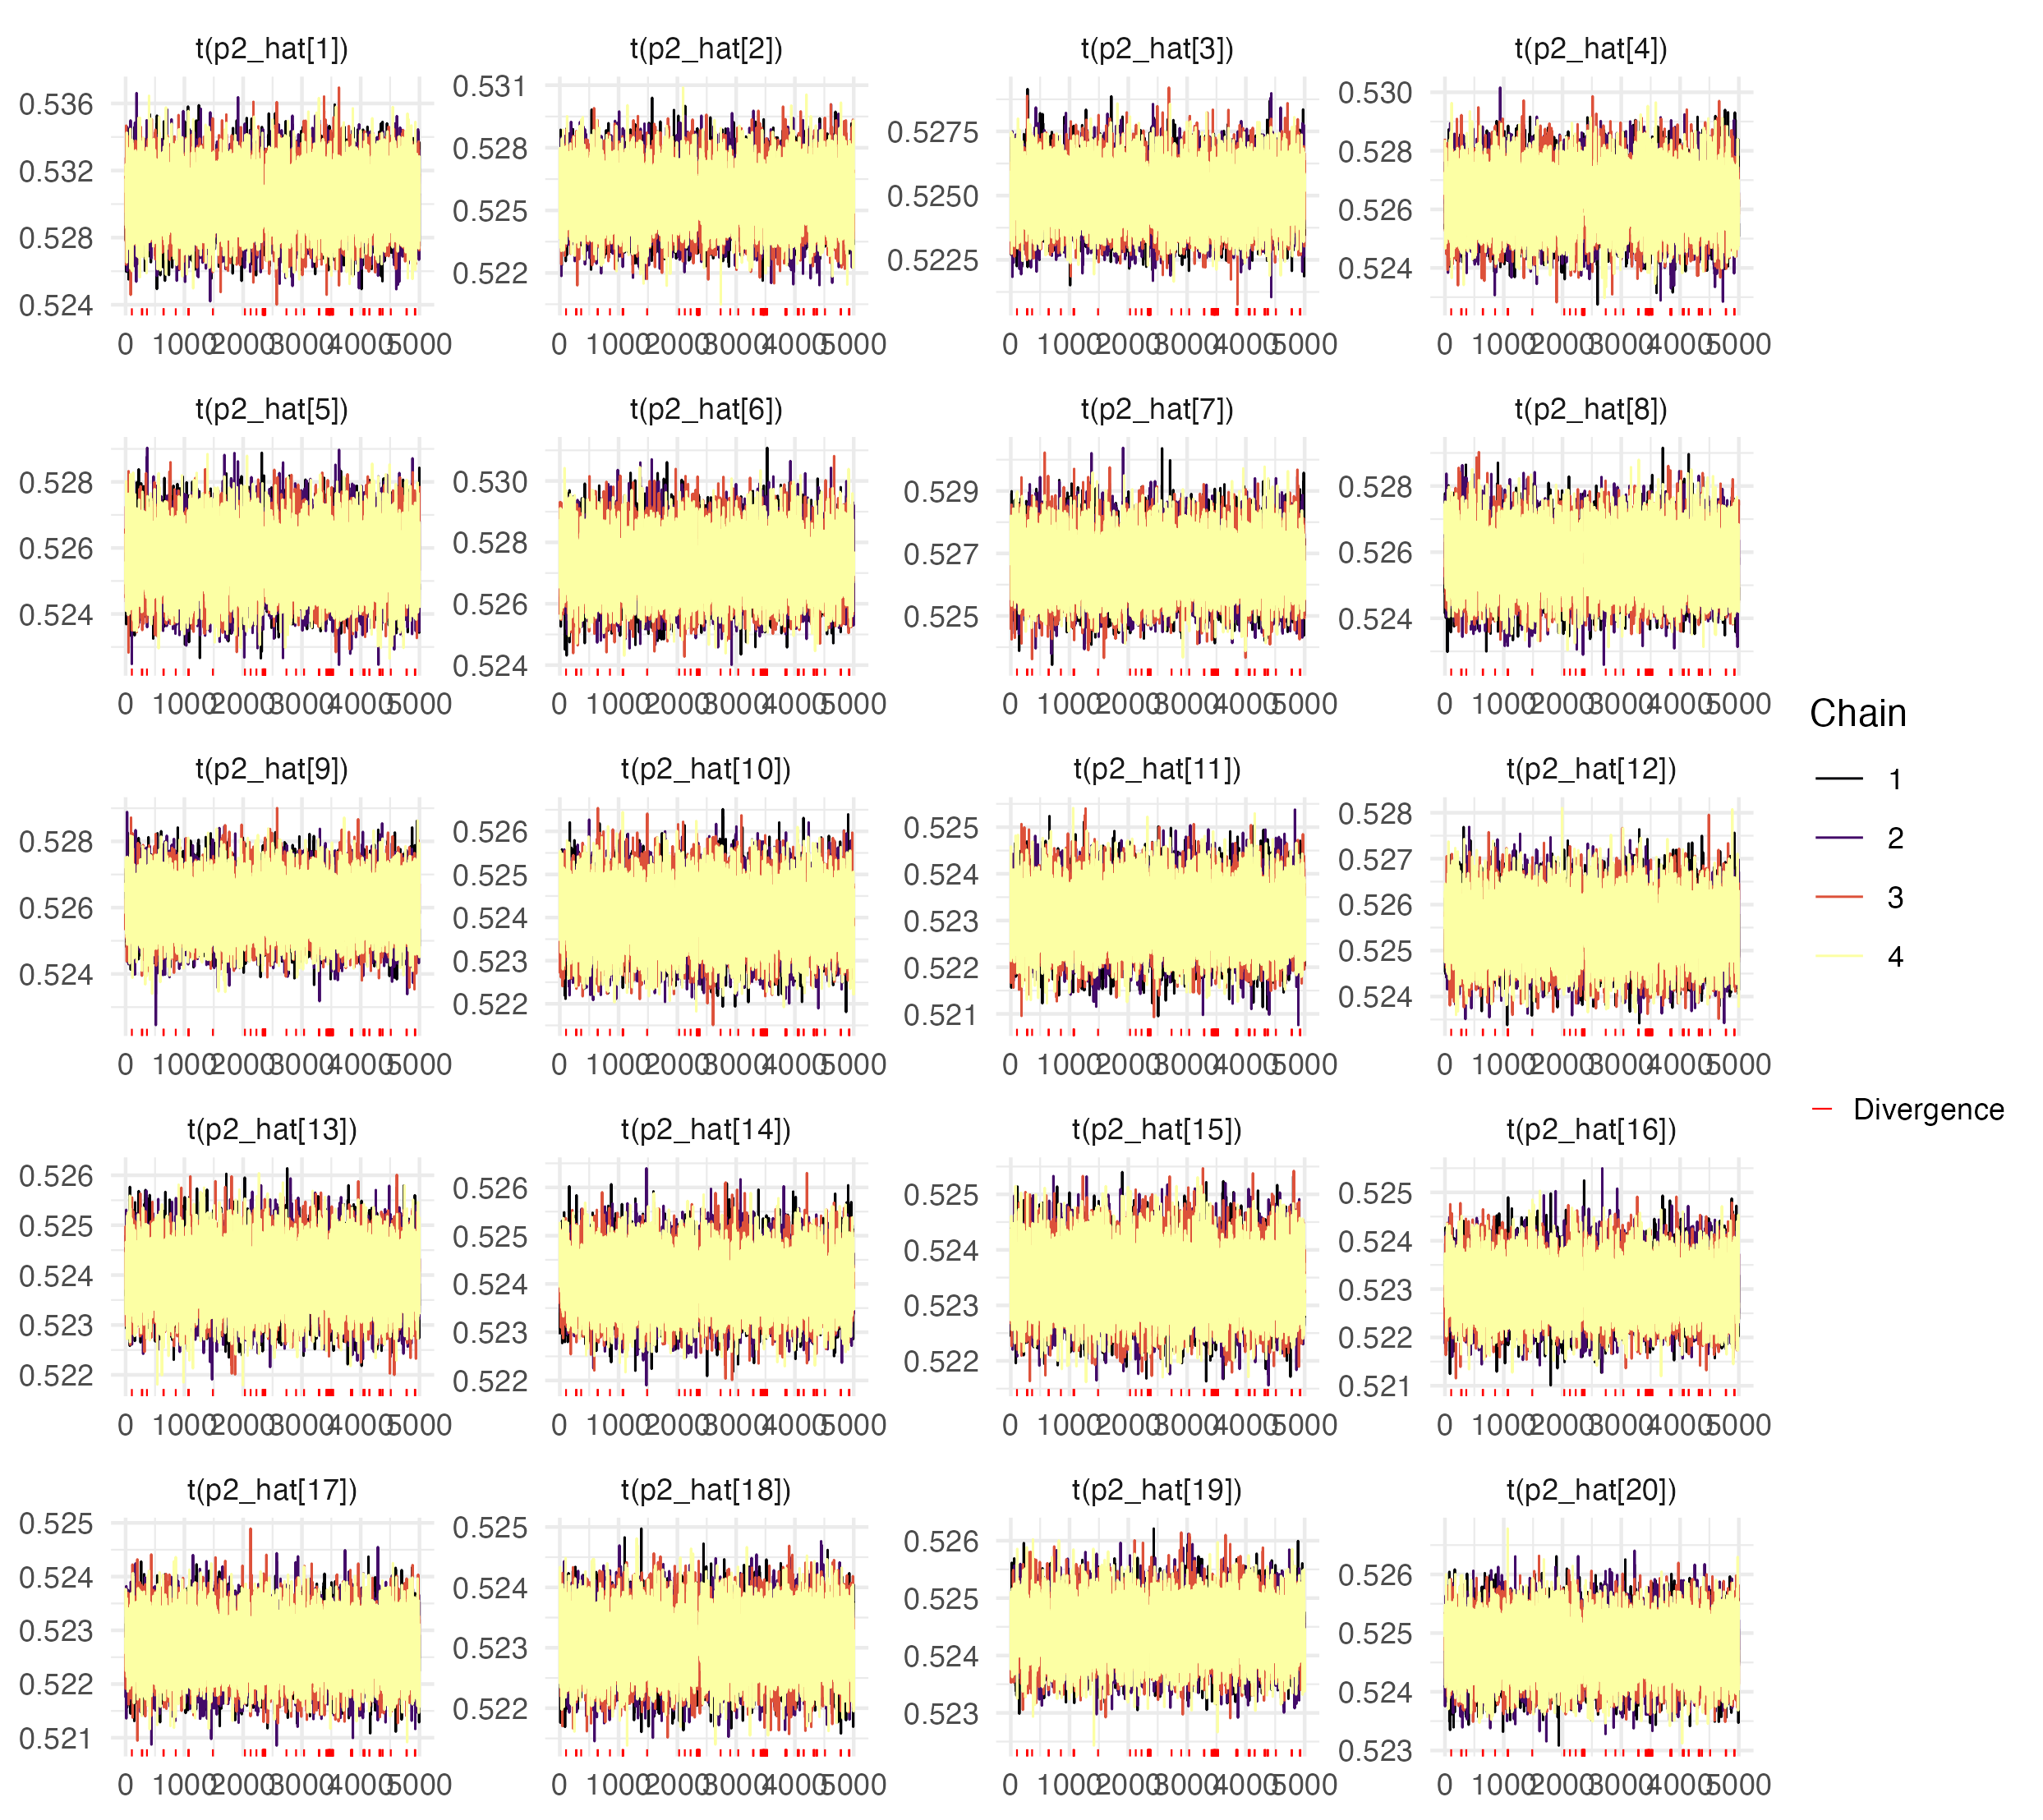 t(p2_hat[1]) t(p2_hat[2]) t(p2_hat[3]) t(p2_hat[4])
0.536 0.532 0.528 0.524
0.531 0.528 0.525 0.522
0.5275 0.5250 0.5225
0.530 0.528 0.526 0.524
0 1000 2000 3000 4000 5000 0 1000 2000 3000 4000 5000 0 1000 2000 3000 4000 5000 0 1000 2000 3000 4000 5000
t(p2_hat[5]) t(p2_hat[6]) t(p2_hat[7]) t(p2_hat[8])
0.528 0.526 0.524
0.530 0.528 0.526 0.524
0.529 0.527 0.525
0.528 0.526 0.524
0 1000 2000 3000 4000 5000 0 1000 2000 3000 4000 5000 0 1000 2000 3000 4000 5000 0 1000 2000 3000 4000 5000
t(p2_hat[9]) t(p2_hat[10]) t(p2_hat[11]) t(p2_hat[12])
0.528 0.526 0.524
0.526 0.525 0.524 0.523 0.522
0.525 0.524 0.523 0.522 0.521
0.528 0.527 0.526 0.525 0.524
0 1000 2000 3000 4000 5000 0 1000 2000 3000 4000 5000 0 1000 2000 3000 4000 5000 0 1000 2000 3000 4000 5000
t(p2_hat[13]) t(p2_hat[14]) t(p2_hat[15]) t(p2_hat[16])
0.526 0.525 0.524 0.523 0.522
0.526 0.525 0.524 0.523 0.522
0.525 0.524 0.523 0.522
0.525 0.524 0.523 0.522 0.521
0 1000 2000 3000 4000 5000 0 1000 2000 3000 4000 5000 0 1000 2000 3000 4000 5000 0 1000 2000 3000 4000 5000
t(p2_hat[17]) t(p2_hat[18]) t(p2_hat[19]) t(p2_hat[20])
0.525 0.524 0.523 0.522 0.521
0.525 0.524 0.523 0.522
0.526 0.525 0.524 0.523
0.526 0.525 0.524 0.523
0 1000 2000 3000 4000 5000 0 1000 2000 3000 4000 5000 0 1000 2000 3000 4000 5000 0 1000 2000 3000 4000 5000
Chain
1
2
3
4
Divergence